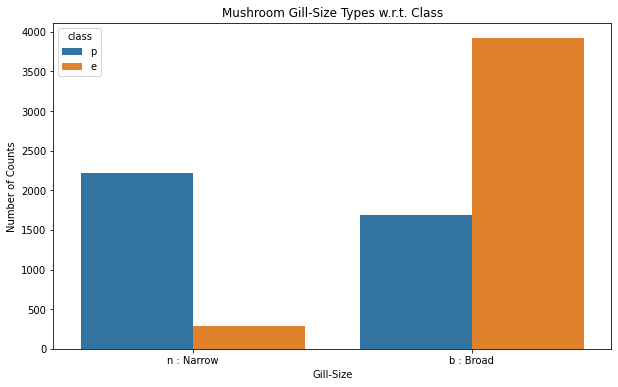 Mushroom Gill-Size Types w.r.t. Class
class
p
e
4000
3500
3000
2500
2000
1500
1000
500
0
Number of Counts
n : Narrow
b : Broad
Gill-Size